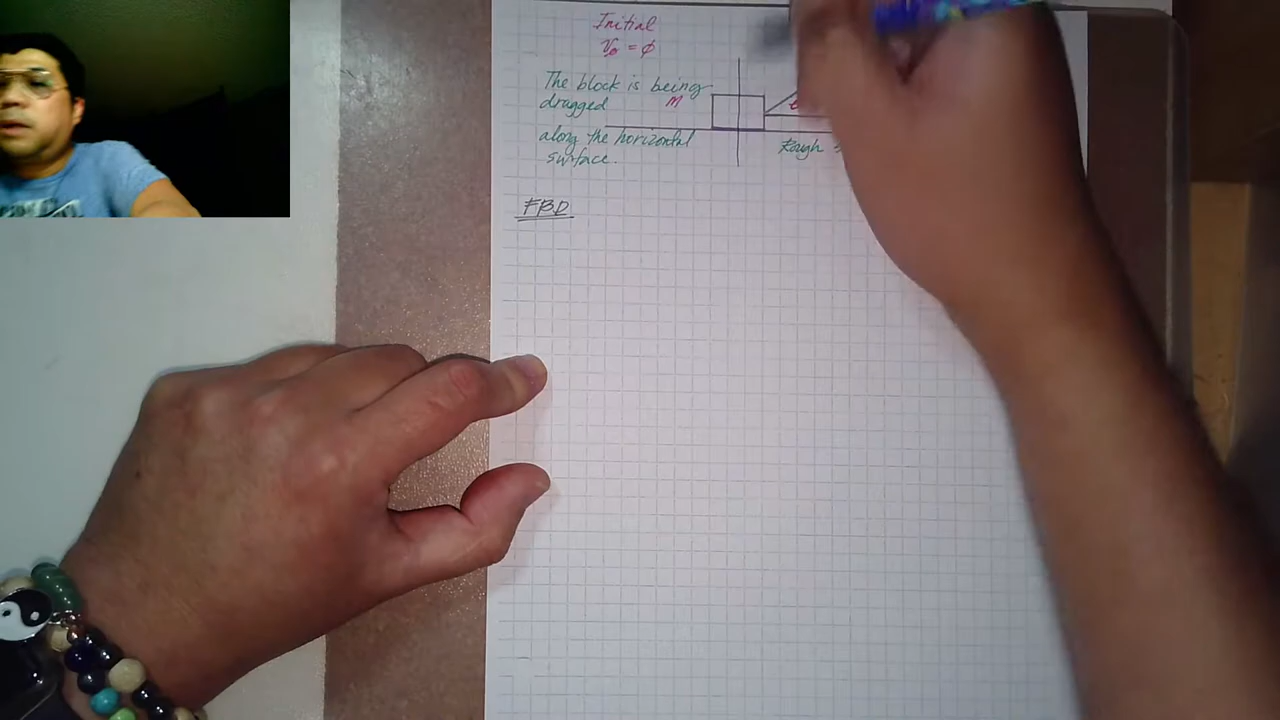 Initial
v₀ = ϕ
The block is being
dragged
M
along the horizontal
Rough
surface.
FBD